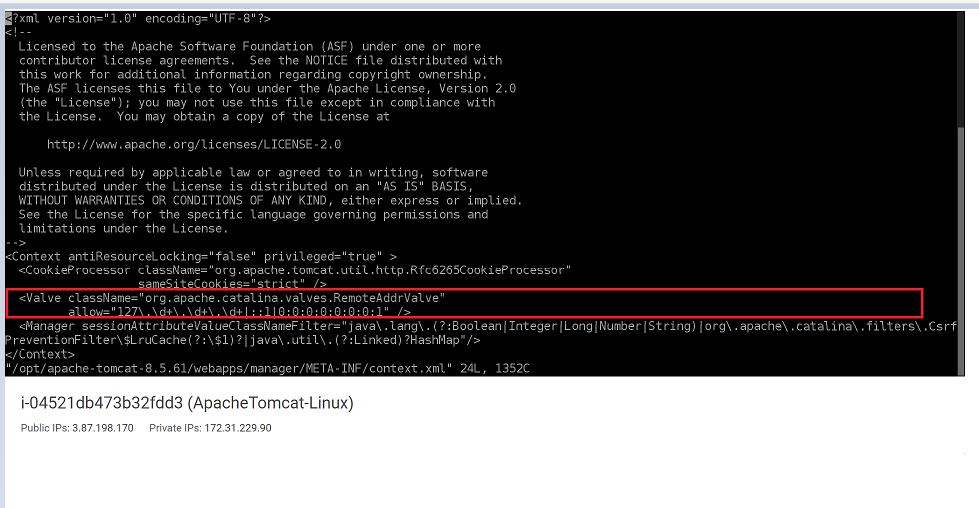 <?xml version="1.0" encoding="UTF-8"?>
<!--
  Licensed to the Apache Software Foundation (ASF) under one or more
  contributor license agreements.  See the NOTICE file distributed with
  this work for additional information regarding copyright ownership.
  The ASF licenses this file to You under the Apache License, Version 2.0
  (the "License"); you may not use this file except in compliance with
  the License.  You may obtain a copy of the License at
      http://www.apache.org/licenses/LICENSE-2.0
  Unless required by applicable law or agreed to in writing, software
  distributed under the License is distributed on an "AS IS" BASIS,
  WITHOUT WARRANTIES OR CONDITIONS OF ANY KIND, either express or implied.
  See the License for the specific language governing permissions and
  limitations under the License.
-->
<Context antiResourceLocking="false" privileged="true" >
  <CookieProcessor className="org.apache.tomcat.util.http.Rfc6265CookieProcessor"
                   sameSiteCookies="strict" />
  <Valve className="org.apache.catalina.valves.RemoteAddrValve"
         allow="127\.\d+\.\d+\.\d+|::1|0:0:0:0:0:0:0:1" />
  <Manager sessionAttributeValueClassNameFilter="java\.lang\.(?:Boolean|Integer|Long|Number|String)|org\.apache\.catalina\.filters\.Csrf
PreventionFilter\$LruCache(?:\$1)?|java\.util\.(?:Linked)?HashMap"/>
</Context>
"/opt/apache-tomcat-8.5.61/webapps/manager/META-INF/context.xml" 24L, 1352C
i-04521db473b32fdd3 (ApacheTomcat-Linux)
Public IPs: 3.87.198.170 Private IPs: 172.31.229.90